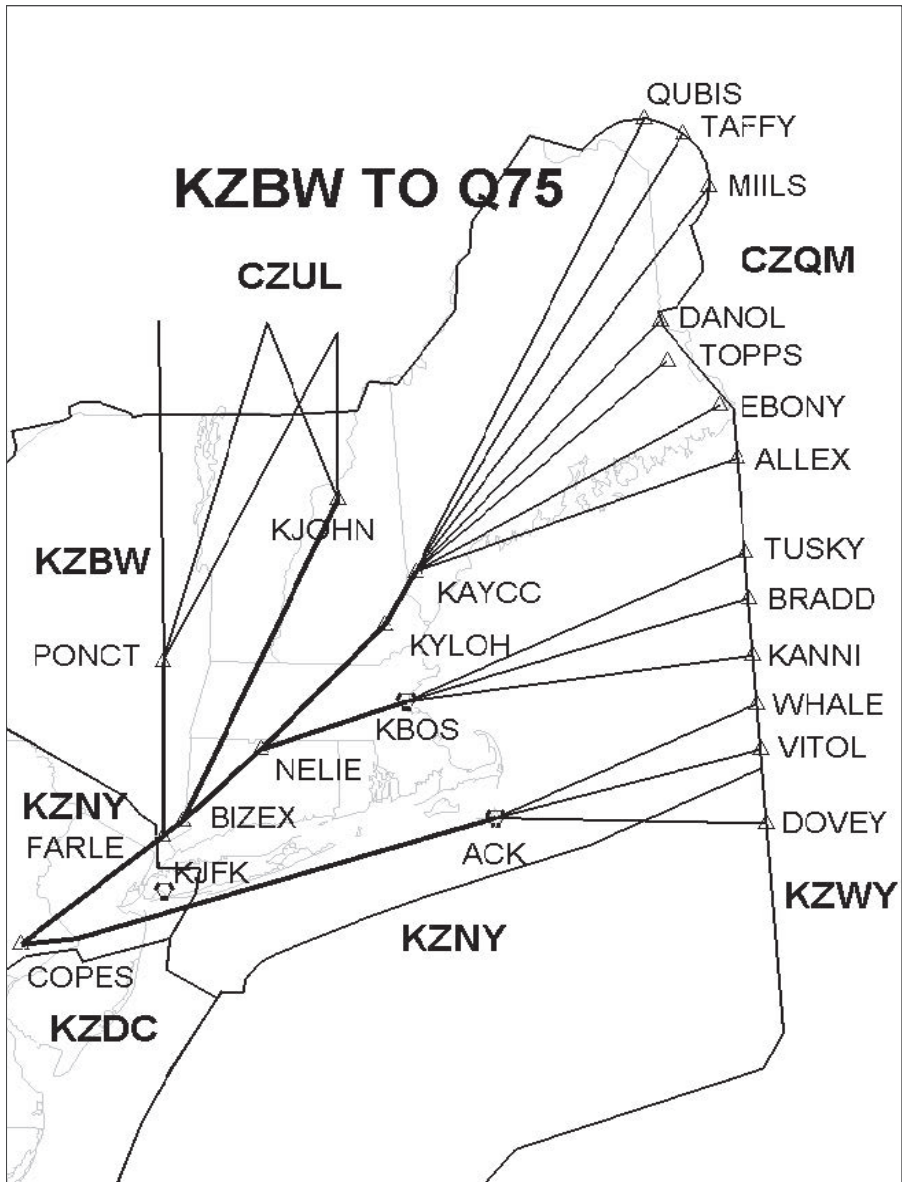 QUBIS
TAFFY
KZBW TO Q75
MIILS
CZQM
CZUL
DANOL
TOPPS
EBONY
ALLEX
KJOHN
TUSKY
KZBW
KAYCC
BRADD
KYLOH
PONCT
KANNI
WHALE
KBOS
VITOL
NELIE
KZNY
BIZEX
DOVEY
FARLE
ACK
KJFK
KZWY
KZNY
COPES
KZDC